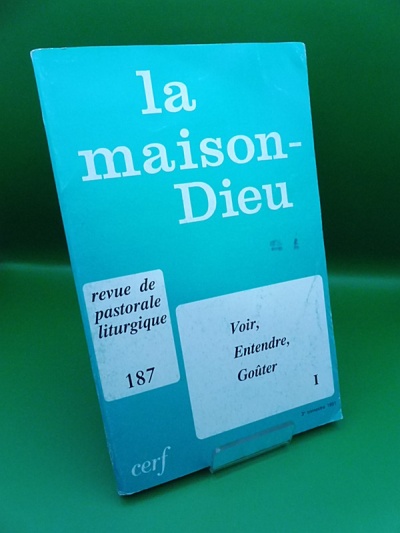 la
maison-
Dieu
revue de
pastorale
liturgique
187
Voir,
Entendre,
Goûter
I
cerf